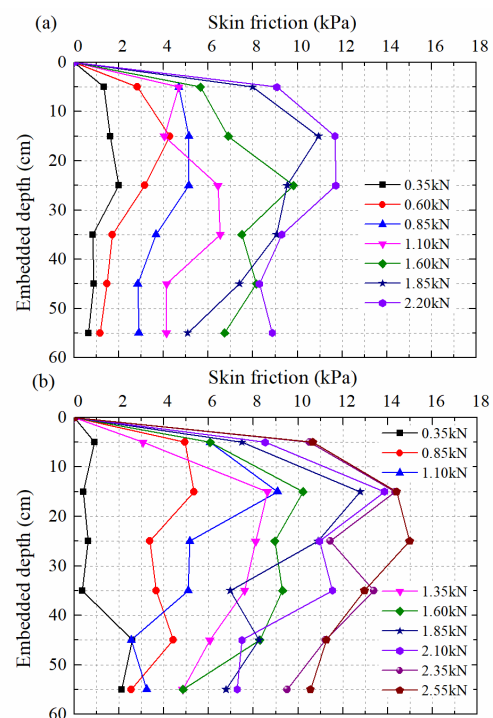 (a)
Skin friction (kPa)
0 2 4 6 8 10 12 14 16 18
0
10
20
30
40
50
60
Embedded depth (cm)
0.35kN
0.60kN
0.85kN
1.10kN
1.60kN
1.85kN
2.20kN
(b)
Skin friction (kPa)
0 2 4 6 8 10 12 14 16 18
0
10
20
30
40
50
60
Embedded depth (cm)
0.35kN
0.85kN
1.10kN
1.35kN
1.60kN
1.85kN
2.10kN
2.35kN
2.55kN